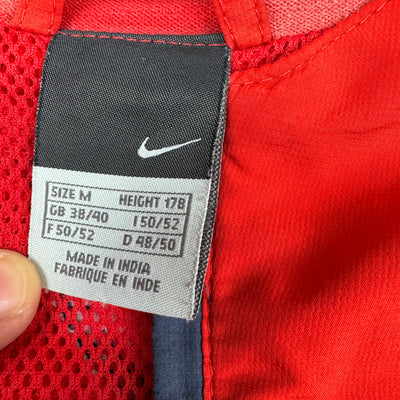 SIZE M HEIGHT 178
GB 38/40 I 50/52
F 50/52 D 48/50
MADE IN INDIA
FABRIQUE EN INDE